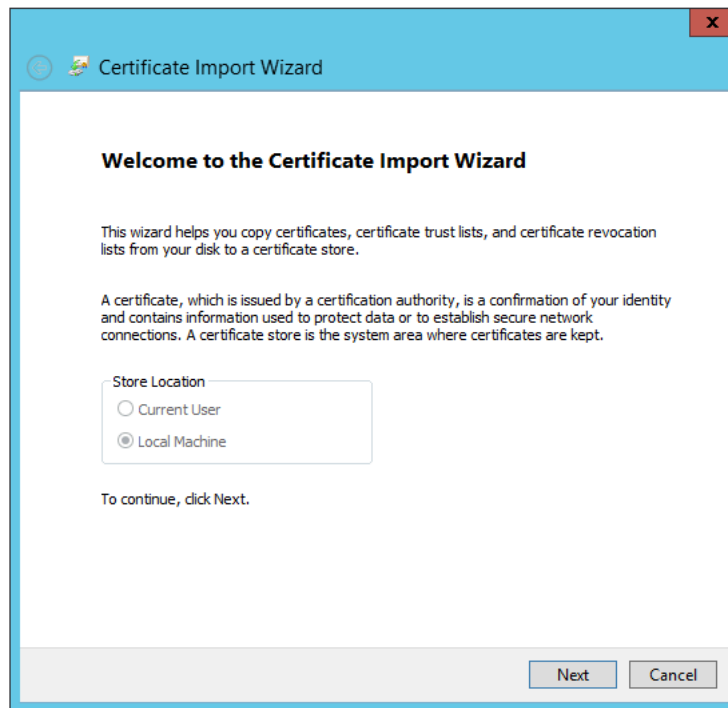 x
Certificate Import Wizard
Welcome to the Certificate Import Wizard
This wizard helps you copy certificates, certificate trust lists, and certificate revocation
lists from your disk to a certificate store.
A certificate, which is issued by a certification authority, is a confirmation of your identity
and contains information used to protect data or to establish secure network
connections. A certificate store is the system area where certificates are kept.
Store Location
Current User
Local Machine
To continue, click Next.
Next Cancel